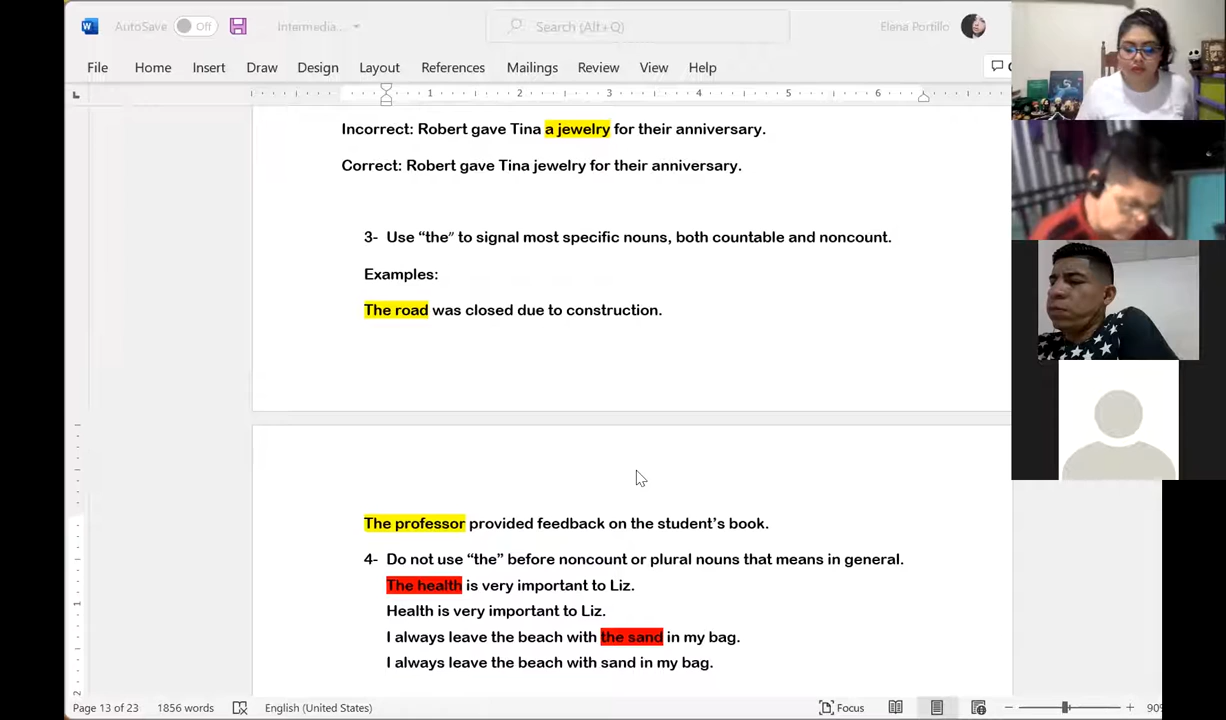 AutoSave Off Intermedia... Search (Alt+Q) Elena Portillo
File Home Insert Draw Design Layout References Mailings Review View Help
1 2 3 4 5 6
Incorrect: Robert gave Tina a jewelry for their anniversary.
Correct: Robert gave Tina jewelry for their anniversary.
3- Use “the” to signal most specific nouns, both countable and noncount.
Examples:
The road was closed due to construction.
The professor provided feedback on the student’s book.
4- Do not use “the” before noncount or plural nouns that means in general.
The health is very important to Liz.
Health is very important to Liz.
I always leave the beach with the sand in my bag.
I always leave the beach with sand in my bag.
Page 13 of 23 1856 words English (United States) Focus